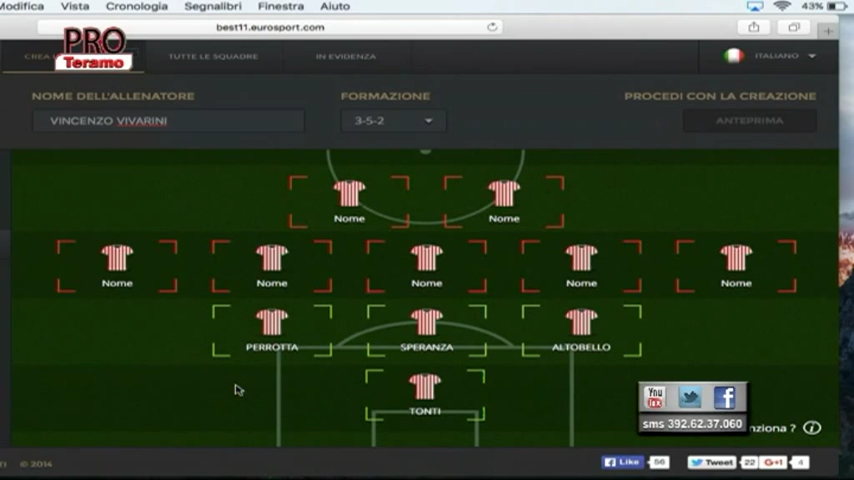 Modifica Vista Cronologia Segnalibri Finestra Aiuto 43%
best11.eurosport.com
PRO
Teramo
TUTTE LE SQUADRE IN EVIDENZA ITALIANO
NOME DELL'ALLENATORE FORMAZIONE PROCEDI CON LA CREAZIONE
VINCENZO VIVARINI 3-5-2 ANTEPRIMA
Nome Nome
Nome Nome Nome Nome Nome
PERROTTA SPERANZA ALTOBELLO
TONTI
You
sms 392.62.37.060
nziona ?
© 2014 Like 56 Tweet 22 +1 4